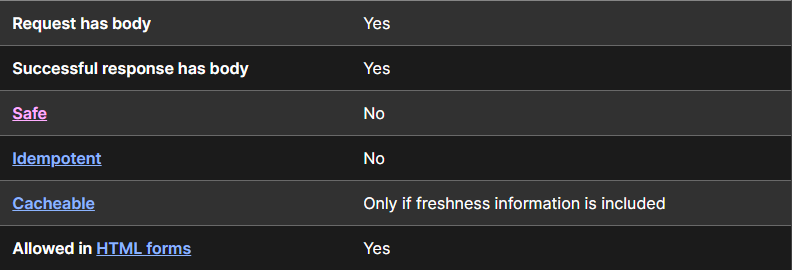 Request has body Yes
Successful response has body Yes
Safe No
Idempotent No
Cacheable Only if freshness information is included
Allowed in HTML forms Yes